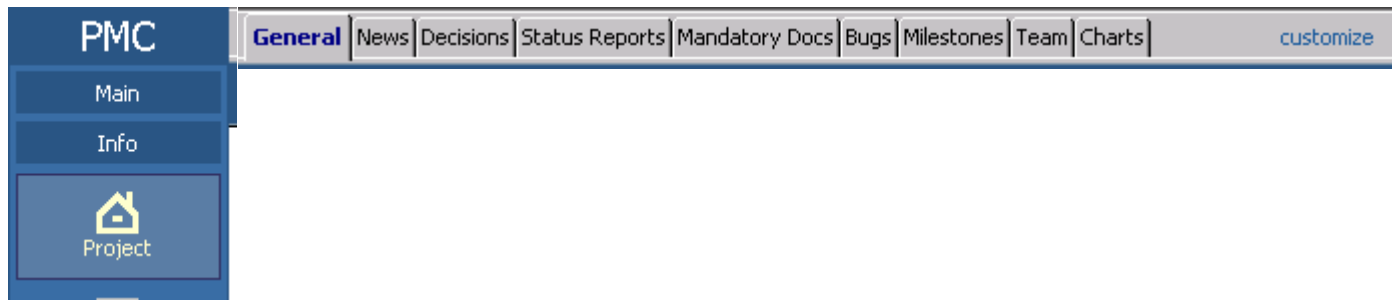 PMC
General News Decisions Status Reports Mandatory Docs Bugs Milestones Team Charts customize
Main
Info
Project